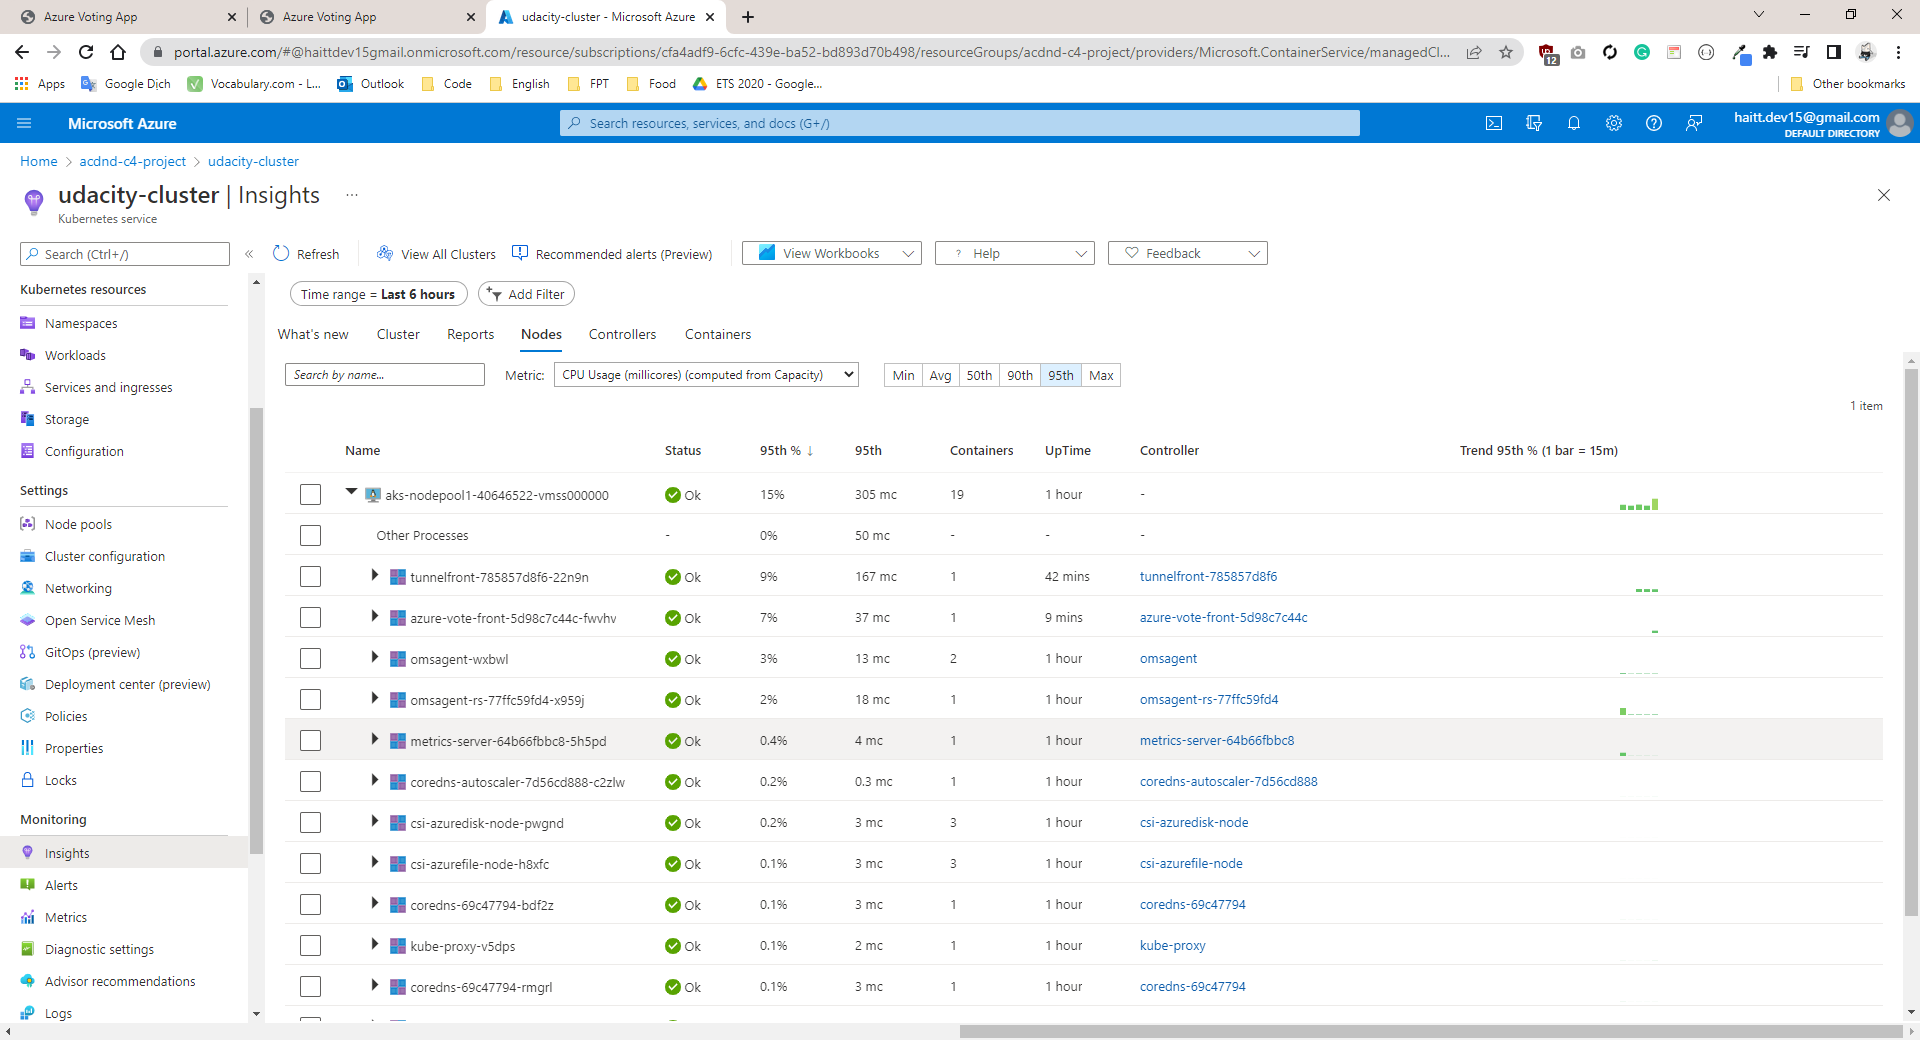 Azure Voting App
Azure Voting App
udacity-cluster - Microsoft Azure
portal.azure.com/#@haittdev15gmail.onmicrosoft.com/resource/subscriptions/cfa4adf9-6cfc-439e-ba52-bd893d70b498/resourceGroups/acdnd-c4-project/providers/Microsoft.ContainerService/managedCl...
12
Apps
Google Dịch
Vocabulary.com - L...
Outlook
Code
English
FPT
Food
ETS 2020 - Google...
Other bookmarks
Microsoft Azure
Search resources, services, and docs (G+/)
haitt.dev15@gmail.com
DEFAULT DIRECTORY
Home > acdnd-c4-project > udacity-cluster
udacity-cluster | Insights ...
Kubernetes service
Search (Ctrl+/)
«
Refresh
View All Clusters
Recommended alerts (Preview)
View Workbooks
? Help
Feedback
Kubernetes resources
Namespaces
Workloads
Services and ingresses
Storage
Configuration
Settings
Node pools
Cluster configuration
Networking
Open Service Mesh
GitOps (preview)
Deployment center (preview)
Policies
Properties
Locks
Monitoring
Insights
Alerts
Metrics
Diagnostic settings
Advisor recommendations
Logs
Time range = Last 6 hours
Add Filter
What's new Cluster Reports Nodes Controllers Containers
Search by name...
Metric: CPU Usage (millicores) (computed from Capacity)
Min Avg 50th 90th 95th Max
1 item
Name Status 95th % ↓ 95th Containers UpTime Controller Trend 95th % (1 bar = 15m)
aks-nodepool1-40646522-vmss000000 Ok 15% 305 mc 19 1 hour -
Other Processes - 0% 50 mc - - -
tunnelfront-785857d8f6-22n9n Ok 9% 167 mc 1 42 mins tunnelfront-785857d8f6
azure-vote-front-5d98c7c44c-fwvhv Ok 7% 37 mc 1 9 mins azure-vote-front-5d98c7c44c
omsagent-wxbwl Ok 3% 13 mc 2 1 hour omsagent
omsagent-rs-77ffc59fd4-x959j Ok 2% 18 mc 1 1 hour omsagent-rs-77ffc59fd4
metrics-server-64b66fbbc8-5h5pd Ok 0.4% 4 mc 1 1 hour metrics-server-64b66fbbc8
coredns-autoscaler-7d56cd888-c2zlw Ok 0.2% 0.3 mc 1 1 hour coredns-autoscaler-7d56cd888
csi-azuredisk-node-pwgnd Ok 0.2% 3 mc 3 1 hour csi-azuredisk-node
csi-azurefile-node-h8xfc Ok 0.1% 3 mc 3 1 hour csi-azurefile-node
coredns-69c47794-bdf2z Ok 0.1% 3 mc 1 1 hour coredns-69c47794
kube-proxy-v5dps Ok 0.1% 2 mc 1 1 hour kube-proxy
coredns-69c47794-rmgrl Ok 0.1% 3 mc 1 1 hour coredns-69c47794